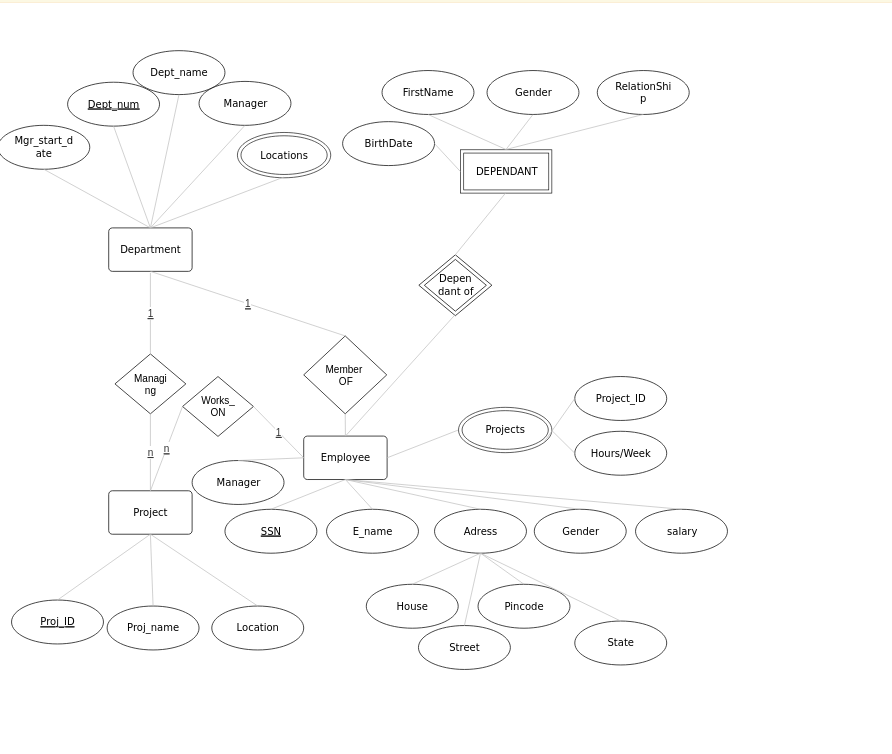 Dept_name
Dept_num
Manager
Mgr_start_d
ate
Locations
Department
FirstName
Gender
RelationShi
p
BirthDate
DEPENDANT
Depen
dant of
1
1
Managi
ng
Works_
ON
Member
OF
n
n
1
Employee
Projects
Project_ID
Hours/Week
Manager
Project
SSN
E_name
Adress
Gender
salary
Proj_ID
Proj_name
Location
House
Street
Pincode
State